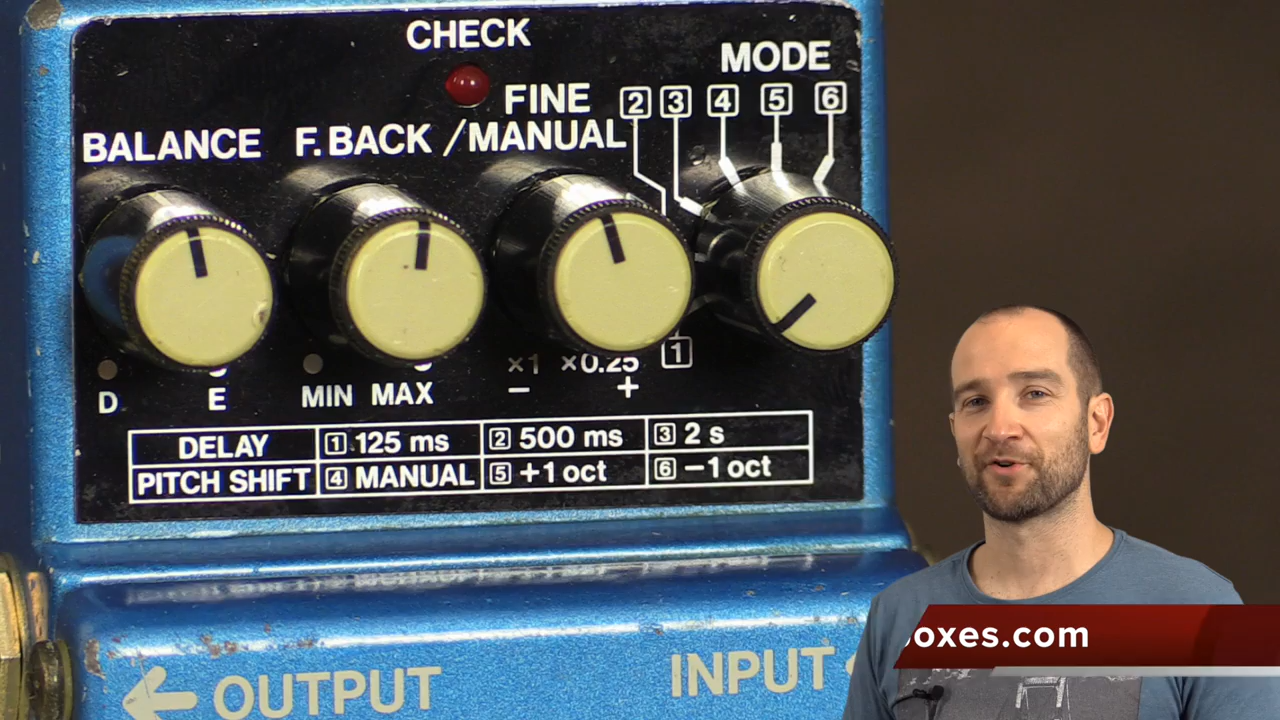 CHECK
MODE
BALANCE F. BACK / FINE MANUAL 2 3 4 5 6
D E MIN MAX ×1 ×0.25 1
− +
DELAY 1 125 ms 2 500 ms 3 2 s
PITCH SHIFT 4 MANUAL 5 +1 oct 6 −1 oct
OUTPUT INPUT
oxes.com